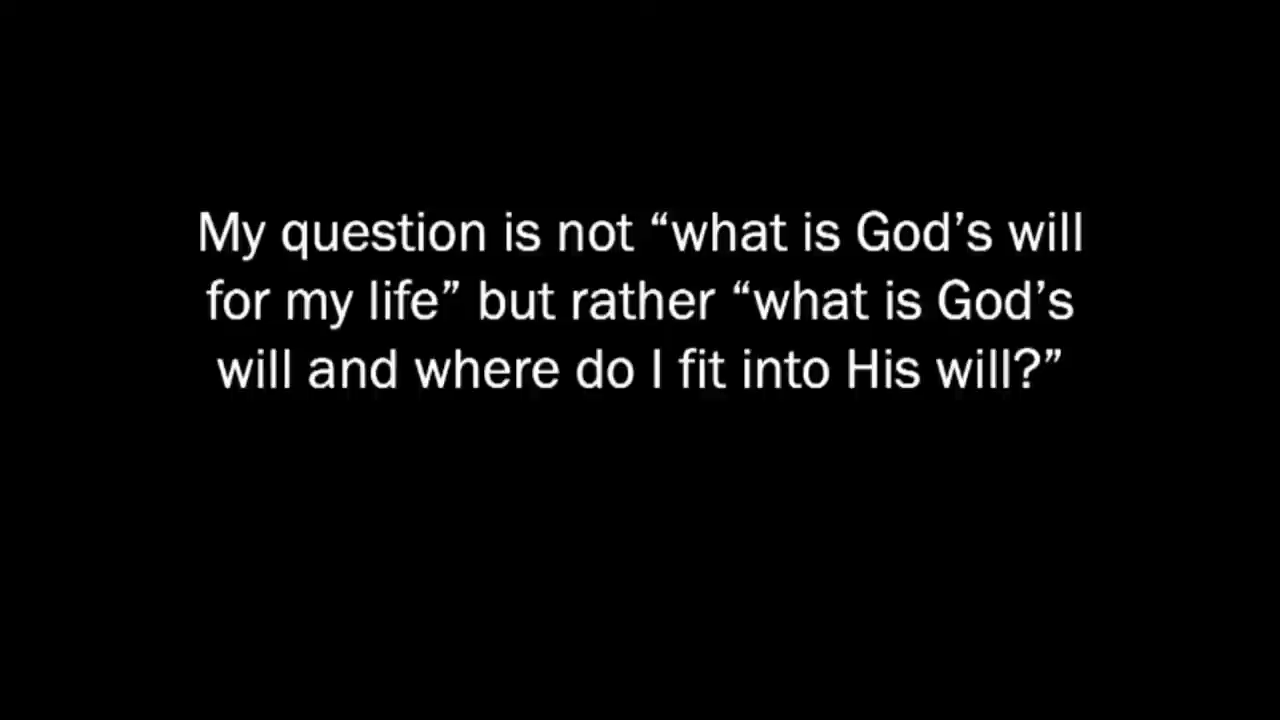 My question is not “what is God’s will
for my life” but rather “what is God’s
will and where do I fit into His will?”